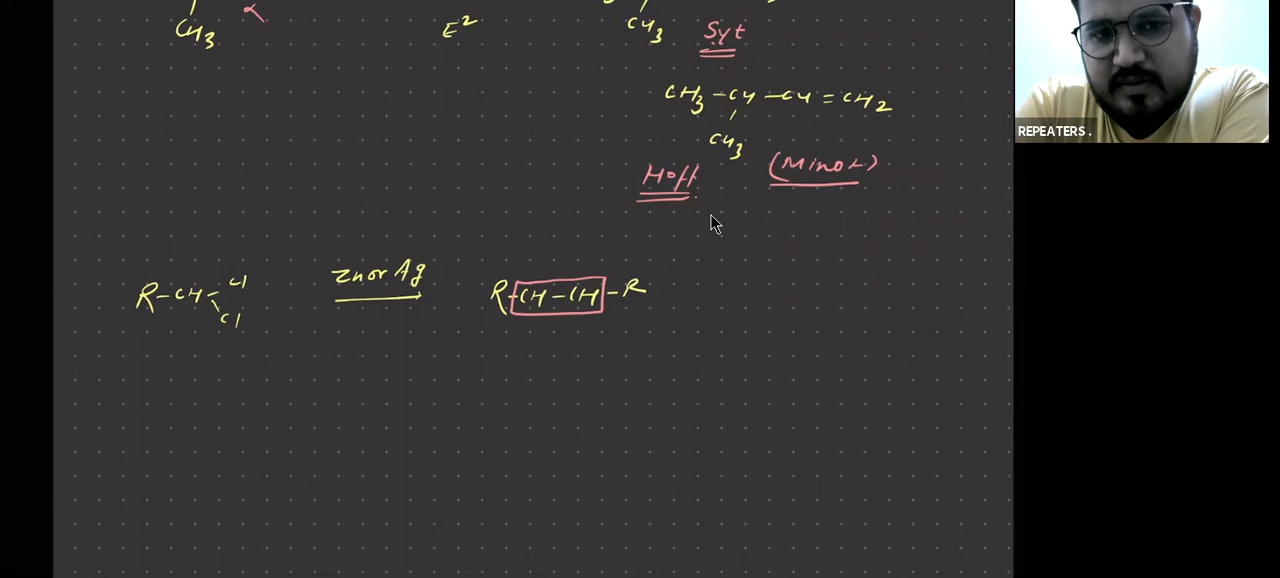 CH3
E2
CH3
Syt
CH3-CH-CH=CH2
CH3
Hoff (Minor)
R-CH-Cl
Cl
Zn or Ag
R-CH-CH-R
REPEATERS .